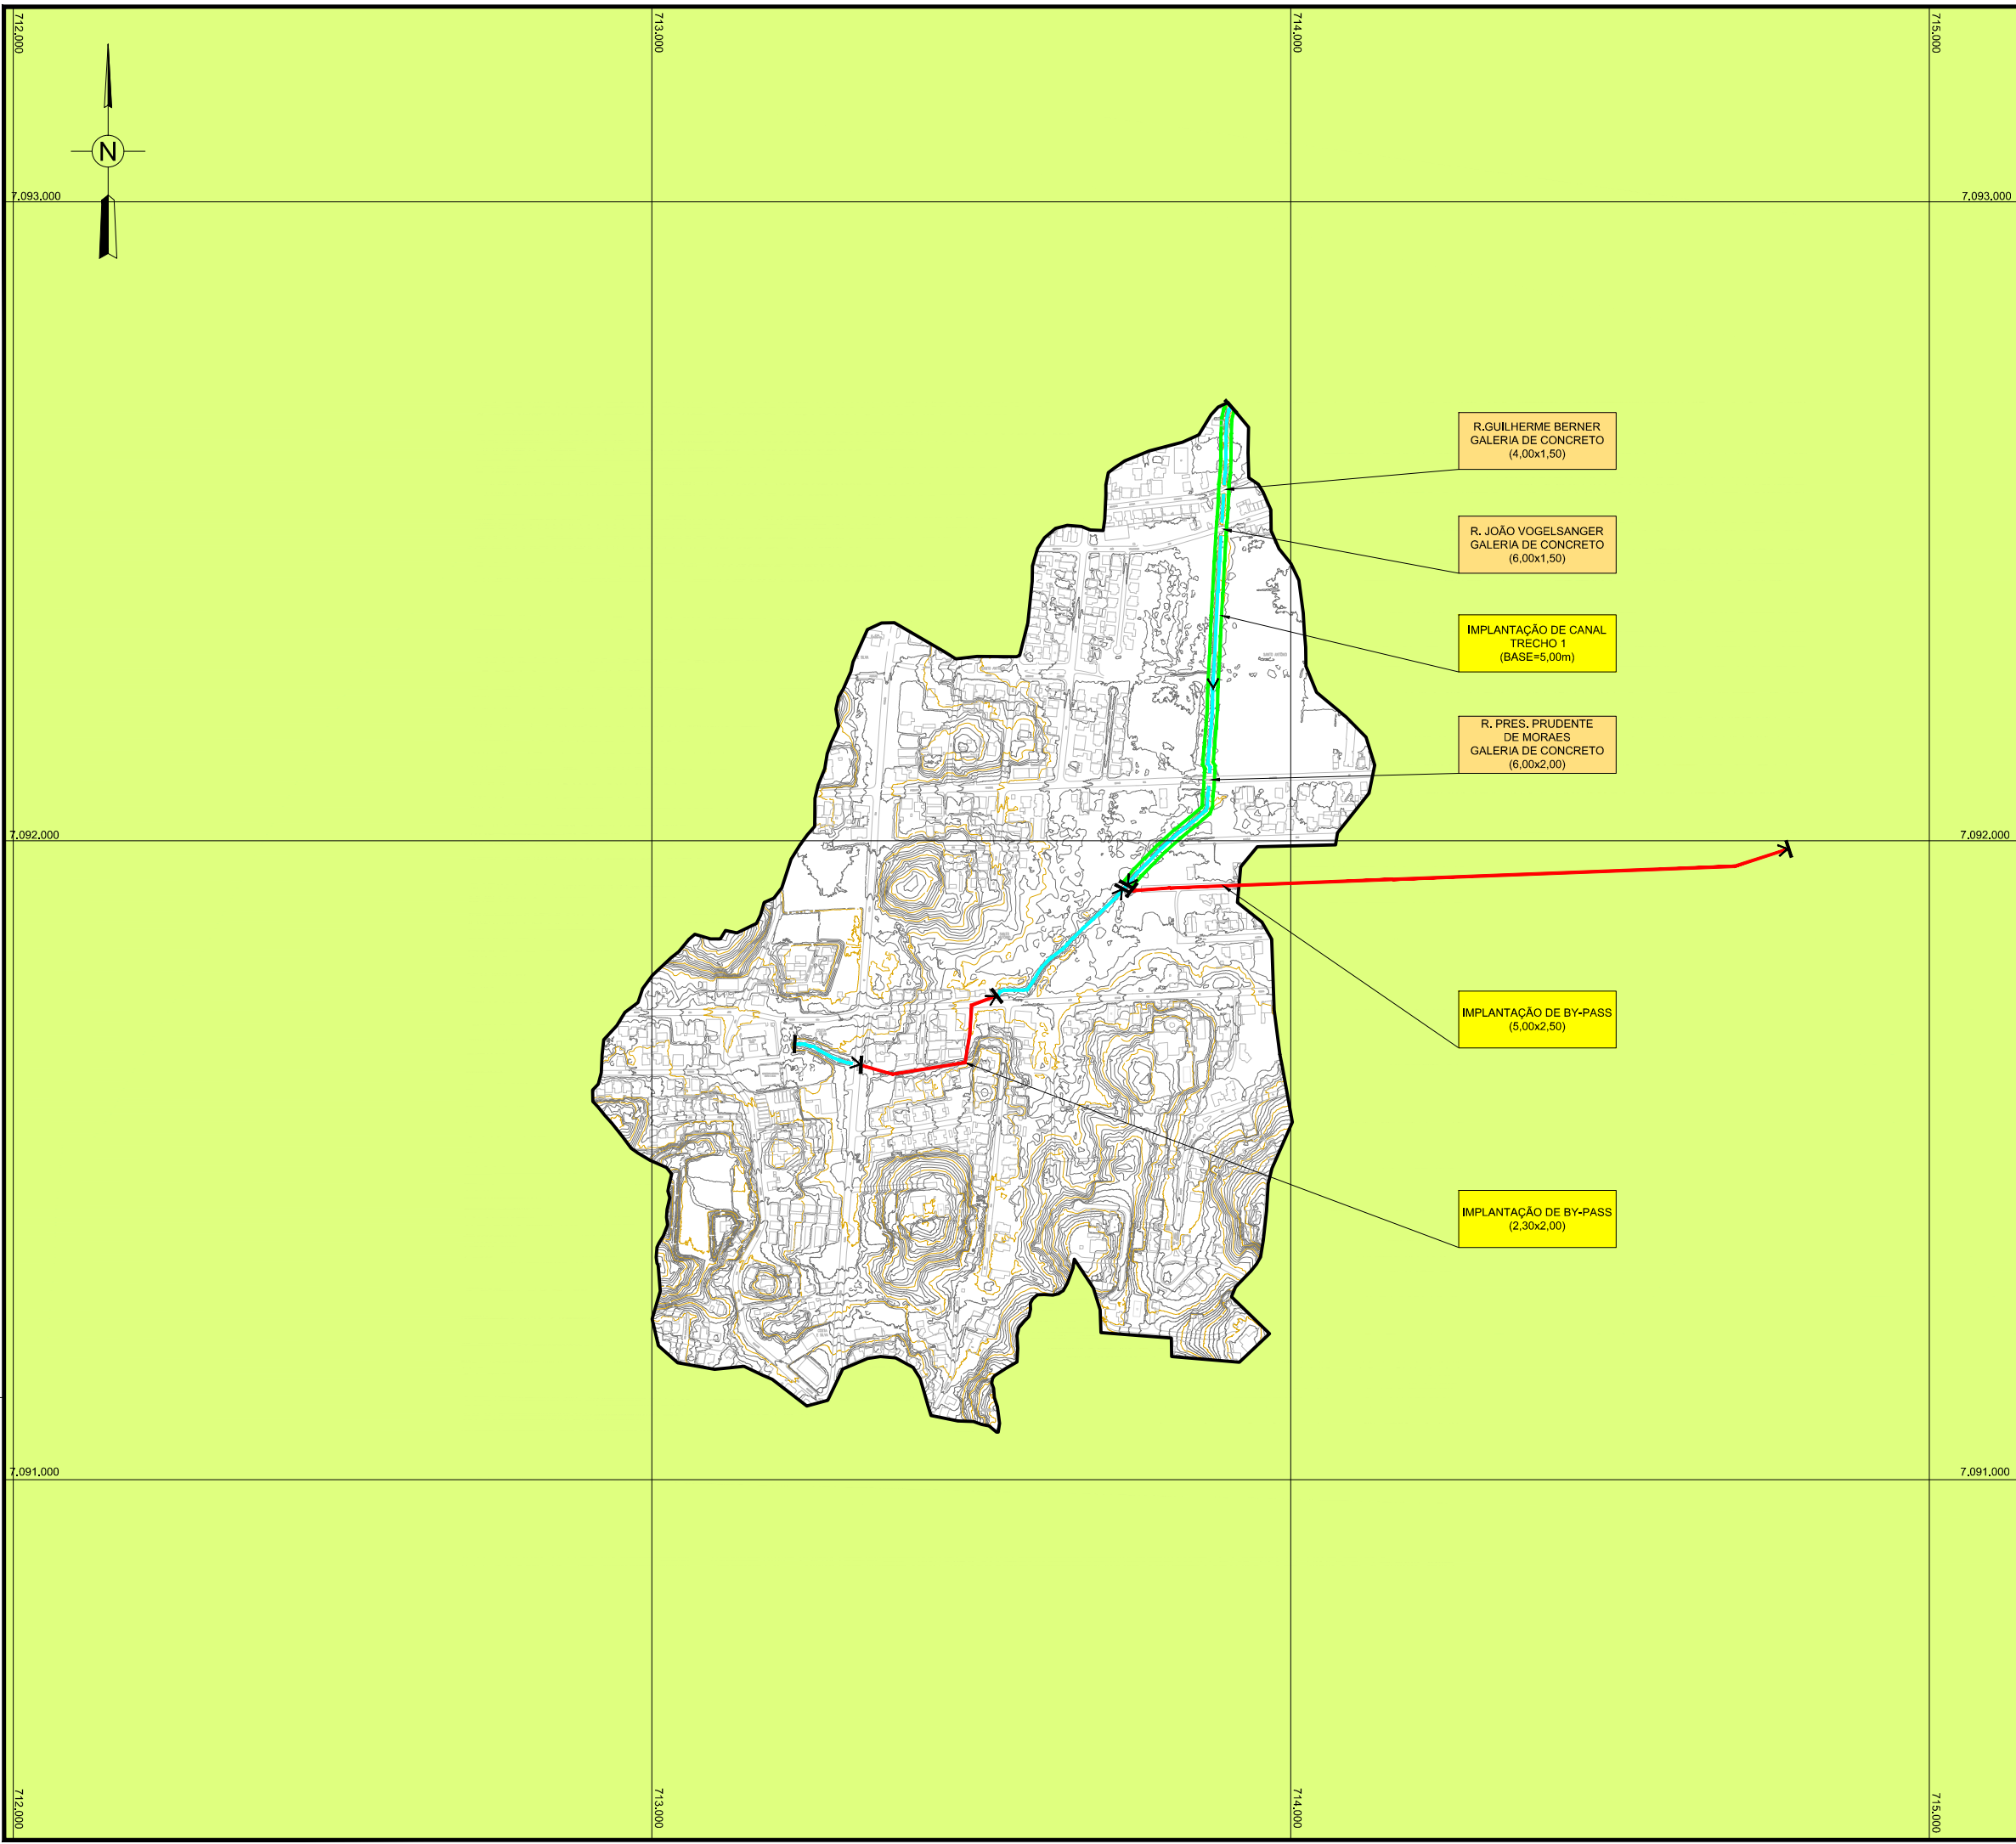 712.000
713.000
714.000
715.000
N
7.093.000
7.093.000
R.GUILHERME BERNER
GALERIA DE CONCRETO
(4,00x1,50)
R. JOÃO VOGELSANGER
GALERIA DE CONCRETO
(6,00x1,50)
IMPLANTAÇÃO DE CANAL
TRECHO 1
(BASE=5,00m)
R. PRES. PRUDENTE
DE MORAES
GALERIA DE CONCRETO
(6,00x2,00)
7.092.000
7.092.000
IMPLANTAÇÃO DE BY-PASS
(5,00x2,50)
IMPLANTAÇÃO DE BY-PASS
(2,30x2,00)
7.091.000
7.091.000
712.000
713.000
714.000
715.000